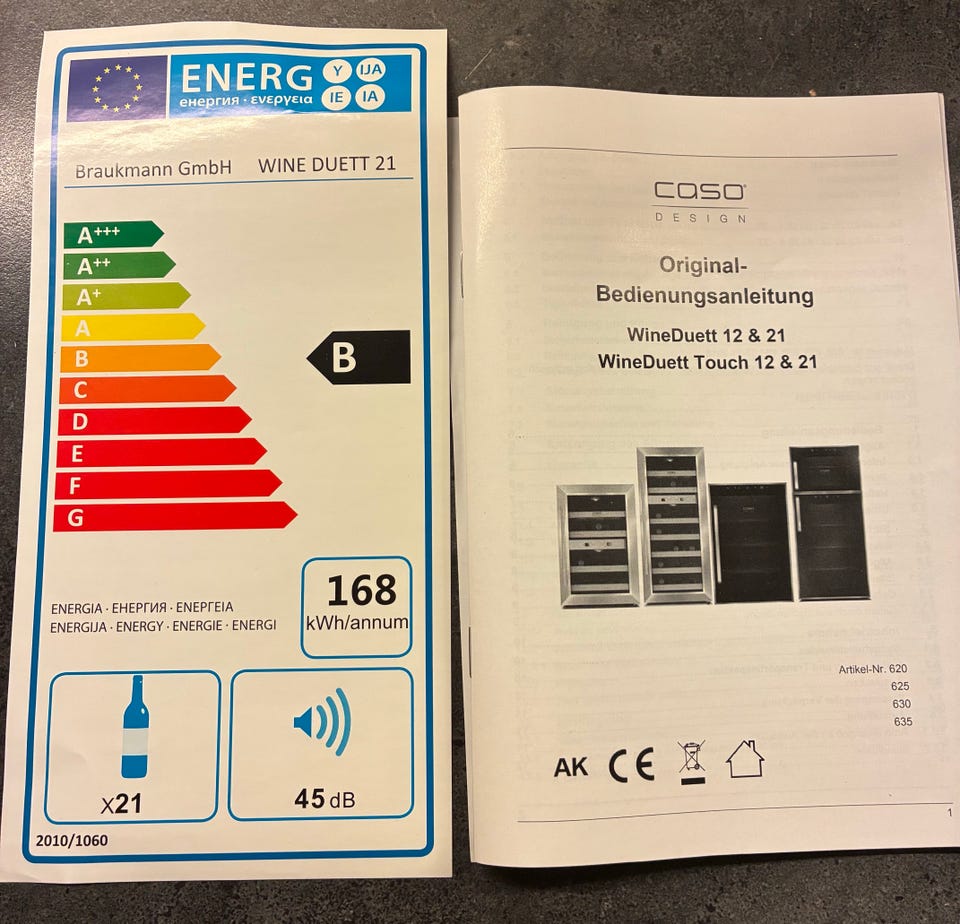 ENERG Y IJA
енергия · ενεργεια IE IA
Braukmann GmbH WINE DUETT 21
A+++
A++
A+
A
B
C
D
E
F
G
B
168
kWh/annum
ENERGIA · ЕНЕРГИЯ · ΕΝΕΡΓΕΙΑ
ENERGIJA · ENERGY · ENERGIE · ENERGI
X21
45 dB
2010/1060
caso®
DESIGN
Original-
Bedienungsanleitung
WineDuett 12 & 21
WineDuett Touch 12 & 21
Artikel-Nr. 620
625
630
635
AK CE
1